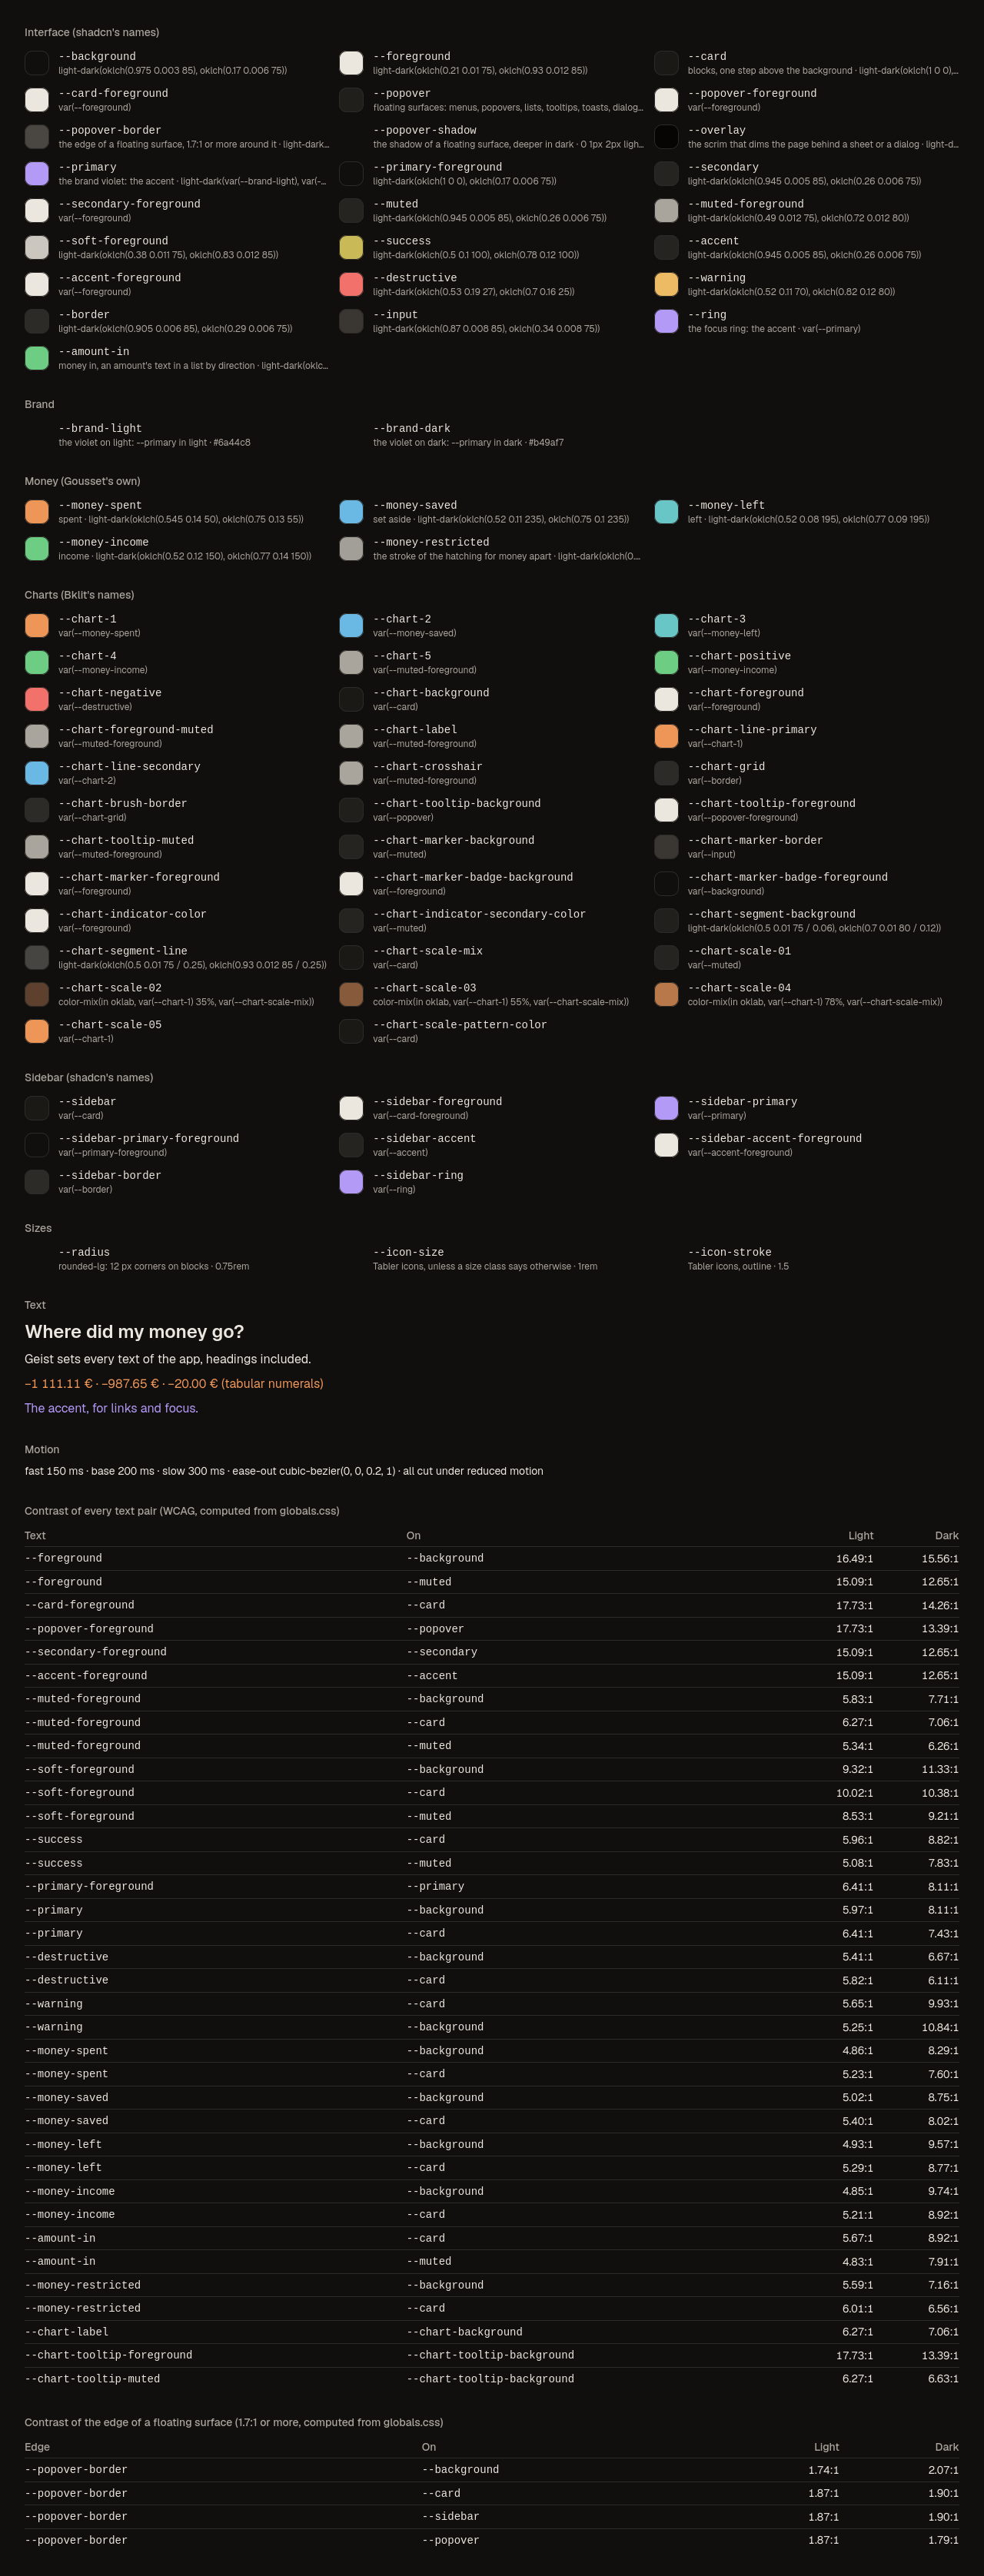 Interface (shadcn's names)
--background
light-dark(oklch(0.975 0.003 85), oklch(0.17 0.006 75))
--foreground
light-dark(oklch(0.21 0.01 75), oklch(0.93 0.012 85))
--card
blocks, one step above the background · light-dark(oklch(1 0 0),...
--card-foreground
var(--foreground)
--popover
floating surfaces: menus, popovers, lists, tooltips, toasts, dialog...
--popover-foreground
var(--foreground)
--popover-border
the edge of a floating surface, 1.7:1 or more around it · light-dark...
--popover-shadow
the shadow of a floating surface, deeper in dark · 0 1px 2px ligh...
--overlay
the scrim that dims the page behind a sheet or a dialog · light-d...
--primary
the brand violet: the accent · light-dark(var(--brand-light), var(-...
--primary-foreground
light-dark(oklch(1 0 0), oklch(0.17 0.006 75))
--secondary
light-dark(oklch(0.945 0.005 85), oklch(0.26 0.006 75))
--secondary-foreground
var(--foreground)
--muted
light-dark(oklch(0.945 0.005 85), oklch(0.26 0.006 75))
--muted-foreground
light-dark(oklch(0.49 0.012 75), oklch(0.72 0.012 80))
--soft-foreground
light-dark(oklch(0.38 0.011 75), oklch(0.83 0.012 85))
--success
light-dark(oklch(0.5 0.1 100), oklch(0.78 0.12 100))
--accent
light-dark(oklch(0.945 0.005 85), oklch(0.26 0.006 75))
--accent-foreground
var(--foreground)
--destructive
light-dark(oklch(0.53 0.19 27), oklch(0.7 0.16 25))
--warning
light-dark(oklch(0.52 0.11 70), oklch(0.82 0.12 80))
--border
light-dark(oklch(0.905 0.006 85), oklch(0.29 0.006 75))
--input
light-dark(oklch(0.87 0.008 85), oklch(0.34 0.008 75))
--ring
the focus ring: the accent · var(--primary)
--amount-in
money in, an amount's text in a list by direction · light-dark(oklc...
Brand
--brand-light
the violet on light: --primary in light · #6a44c8
--brand-dark
the violet on dark: --primary in dark · #b49af7
Money (Gousset's own)
--money-spent
spent · light-dark(oklch(0.545 0.14 50), oklch(0.75 0.13 55))
--money-saved
set aside · light-dark(oklch(0.52 0.11 235), oklch(0.75 0.1 235))
--money-left
left · light-dark(oklch(0.52 0.08 195), oklch(0.77 0.09 195))
--money-income
income · light-dark(oklch(0.52 0.12 150), oklch(0.77 0.14 150))
--money-restricted
the stroke of the hatching for money apart · light-dark(oklch(0....
Charts (Bklit's names)
--chart-1
var(--money-spent)
--chart-2
var(--money-saved)
--chart-3
var(--money-left)
--chart-4
var(--money-income)
--chart-5
var(--muted-foreground)
--chart-positive
var(--money-income)
--chart-negative
var(--destructive)
--chart-background
var(--card)
--chart-foreground
var(--foreground)
--chart-foreground-muted
var(--muted-foreground)
--chart-label
var(--muted-foreground)
--chart-line-primary
var(--chart-1)
--chart-line-secondary
var(--chart-2)
--chart-crosshair
var(--muted-foreground)
--chart-grid
var(--border)
--chart-brush-border
var(--chart-grid)
--chart-tooltip-background
var(--popover)
--chart-tooltip-foreground
var(--popover-foreground)
--chart-tooltip-muted
var(--muted-foreground)
--chart-marker-background
var(--muted)
--chart-marker-border
var(--input)
--chart-marker-foreground
var(--foreground)
--chart-marker-badge-background
var(--foreground)
--chart-marker-badge-foreground
var(--background)
--chart-indicator-color
var(--foreground)
--chart-indicator-secondary-color
var(--muted)
--chart-segment-background
light-dark(oklch(0.5 0.01 75 / 0.06), oklch(0.7 0.01 80 / 0.12))
--chart-segment-line
light-dark(oklch(0.5 0.01 75 / 0.25), oklch(0.93 0.012 85 / 0.25))
--chart-scale-mix
var(--card)
--chart-scale-01
var(--muted)
--chart-scale-02
color-mix(in oklab, var(--chart-1) 35%, var(--chart-scale-mix))
--chart-scale-03
color-mix(in oklab, var(--chart-1) 55%, var(--chart-scale-mix))
--chart-scale-04
color-mix(in oklab, var(--chart-1) 78%, var(--chart-scale-mix))
--chart-scale-05
var(--chart-1)
--chart-scale-pattern-color
var(--card)
Sidebar (shadcn's names)
--sidebar
var(--card)
--sidebar-foreground
var(--card-foreground)
--sidebar-primary
var(--primary)
--sidebar-primary-foreground
var(--primary-foreground)
--sidebar-accent
var(--accent)
--sidebar-accent-foreground
var(--accent-foreground)
--sidebar-border
var(--border)
--sidebar-ring
var(--ring)
Sizes
--radius
rounded-lg: 12 px corners on blocks · 0.75rem
--icon-size
Tabler icons, unless a size class says otherwise · 1rem
--icon-stroke
Tabler icons, outline · 1.5
Text
Where did my money go?
Geist sets every text of the app, headings included.
−1 111.11 € · −987.65 € · −20.00 € (tabular numerals)
The accent, for links and focus.
Motion
fast 150 ms · base 200 ms · slow 300 ms · ease-out cubic-bezier(0, 0, 0.2, 1) · all cut under reduced motion
Contrast of every text pair (WCAG, computed from globals.css)
Text On Light Dark
--foreground --background 16.49:1 15.56:1
--foreground --muted 15.09:1 12.65:1
--card-foreground --card 17.73:1 14.26:1
--popover-foreground --popover 17.73:1 13.39:1
--secondary-foreground --secondary 15.09:1 12.65:1
--accent-foreground --accent 15.09:1 12.65:1
--muted-foreground --background 5.83:1 7.71:1
--muted-foreground --card 6.27:1 7.06:1
--muted-foreground --muted 5.34:1 6.26:1
--soft-foreground --background 9.32:1 11.33:1
--soft-foreground --card 10.02:1 10.38:1
--soft-foreground --muted 8.53:1 9.21:1
--success --card 5.96:1 8.82:1
--success --muted 5.08:1 7.83:1
--primary-foreground --primary 6.41:1 8.11:1
--primary --background 5.97:1 8.11:1
--primary --card 6.41:1 7.43:1
--destructive --background 5.41:1 6.67:1
--destructive --card 5.82:1 6.11:1
--warning --card 5.65:1 9.93:1
--warning --background 5.25:1 10.84:1
--money-spent --background 4.86:1 8.29:1
--money-spent --card 5.23:1 7.60:1
--money-saved --background 5.02:1 8.75:1
--money-saved --card 5.40:1 8.02:1
--money-left --background 4.93:1 9.57:1
--money-left --card 5.29:1 8.77:1
--money-income --background 4.85:1 9.74:1
--money-income --card 5.21:1 8.92:1
--amount-in --card 5.67:1 8.92:1
--amount-in --muted 4.83:1 7.91:1
--money-restricted --background 5.59:1 7.16:1
--money-restricted --card 6.01:1 6.56:1
--chart-label --chart-background 6.27:1 7.06:1
--chart-tooltip-foreground --chart-tooltip-background 17.73:1 13.39:1
--chart-tooltip-muted --chart-tooltip-background 6.27:1 6.63:1
Contrast of the edge of a floating surface (1.7:1 or more, computed from globals.css)
Edge On Light Dark
--popover-border --background 1.74:1 2.07:1
--popover-border --card 1.87:1 1.90:1
--popover-border --sidebar 1.87:1 1.90:1
--popover-border --popover 1.87:1 1.79:1